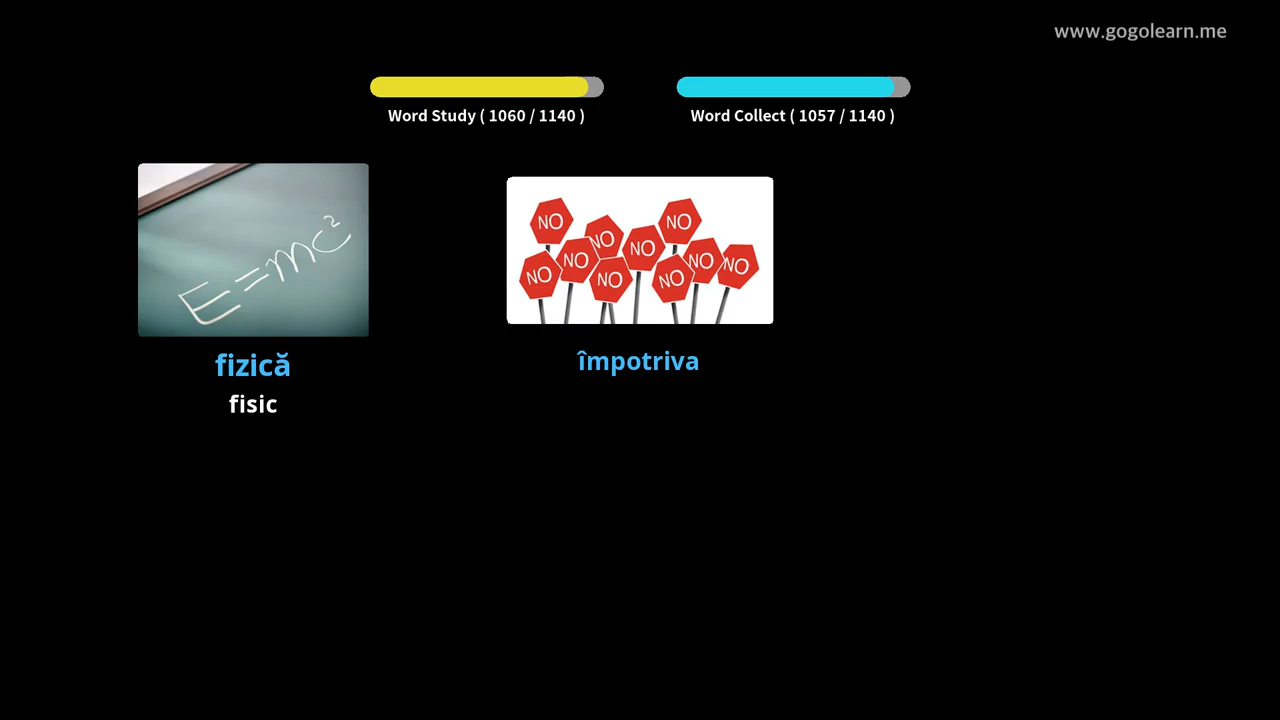 www.gogolearn.me
Word Study ( 1060 / 1140 )
Word Collect ( 1057 / 1140 )
E=mc²
NO
NO
NO
NO
NO
NO
NO
NO
NO
NO
fizică
fisic
împotriva